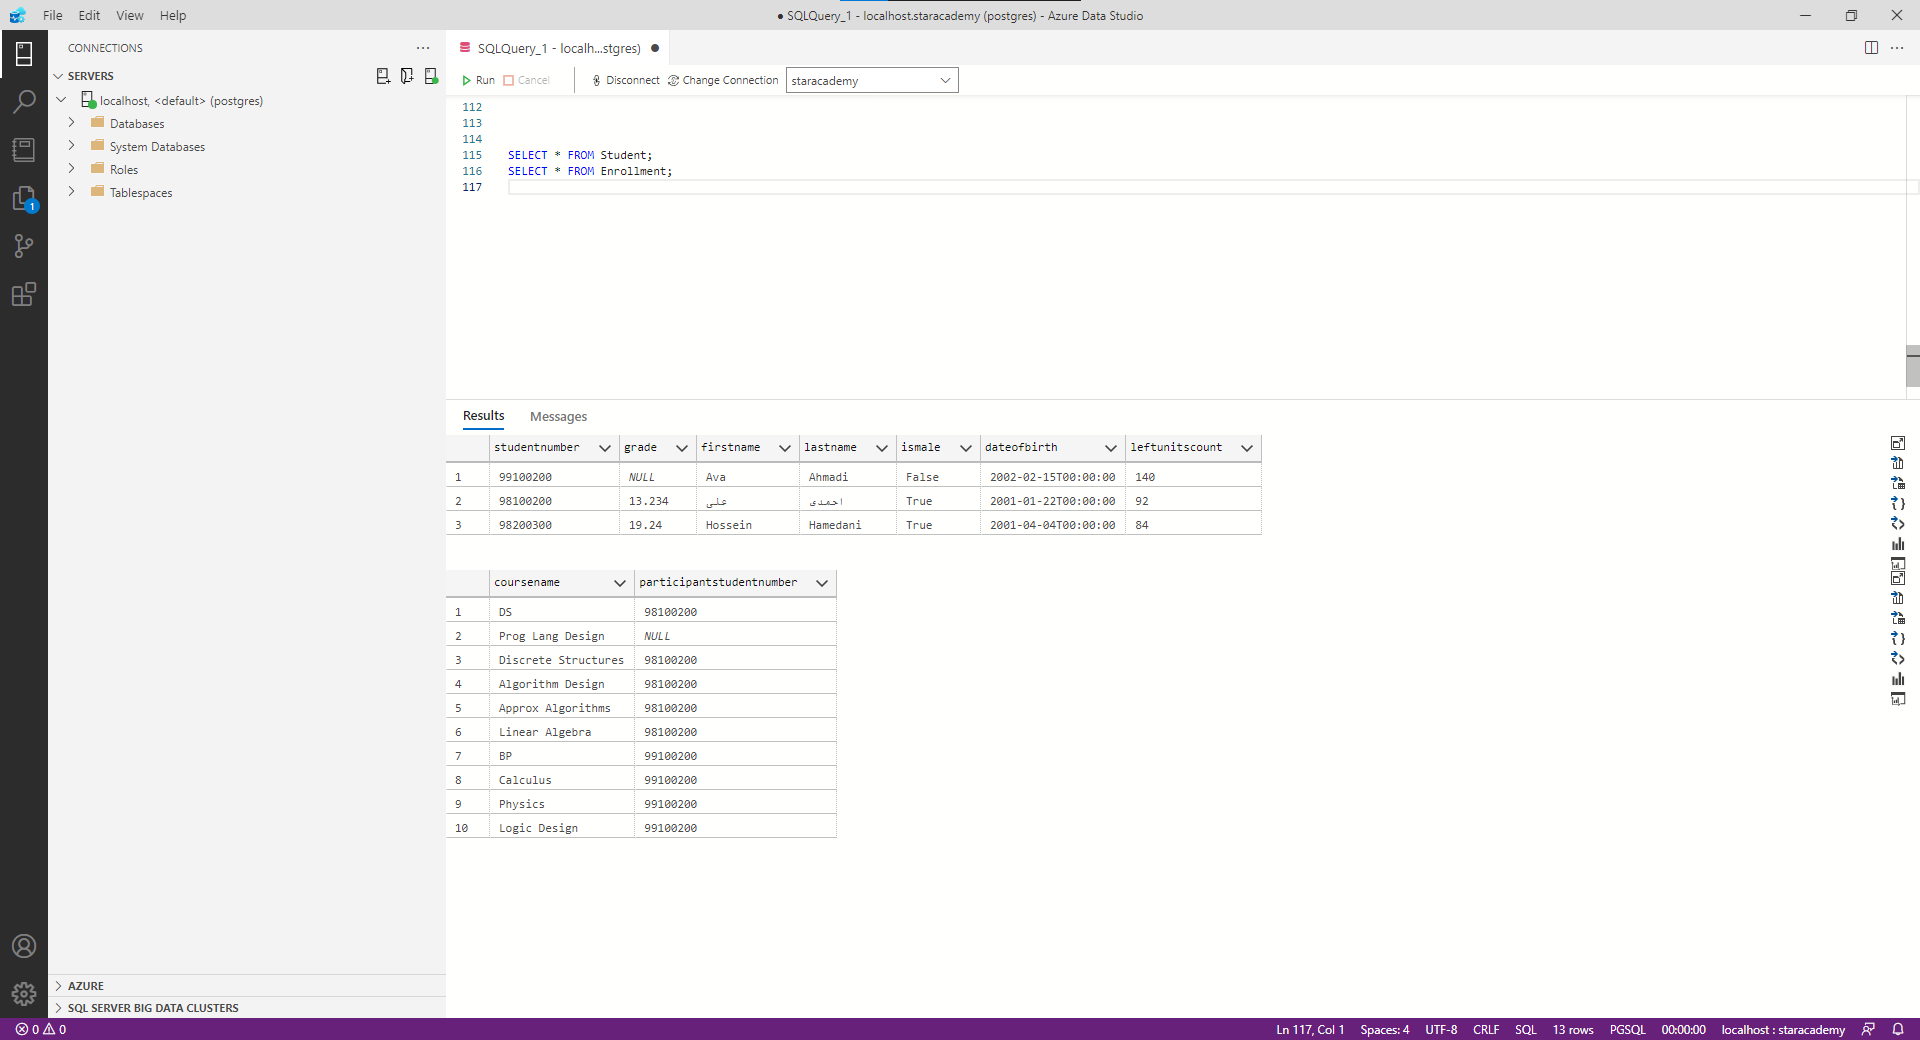 File Edit View Help
● SQLQuery_1 - localhost.staracademy (postgres) - Azure Data Studio
CONNECTIONS
SERVERS
localhost, <default> (postgres)
Databases
System Databases
Roles
Tablespaces
1
AZURE
SQL SERVER BIG DATA CLUSTERS
SQLQuery_1 - localh...stgres) ●
Run Cancel Disconnect Change Connection staracademy
112
113
114
115 SELECT * FROM Student;
116 SELECT * FROM Enrollment;
117
Results Messages
studentnumber grade firstname lastname ismale dateofbirth leftunitscount
1 99100200 NULL Ava Ahmadi False 2002-02-15T00:00:00 140
2 98100200 13.234 علی احمدی True 2001-01-22T00:00:00 92
3 98200300 19.24 Hossein Hamedani True 2001-04-04T00:00:00 84
coursename participantstudentnumber
1 DS 98100200
2 Prog Lang Design NULL
3 Discrete Structures 98100200
4 Algorithm Design 98100200
5 Approx Algorithms 98100200
6 Linear Algebra 98100200
7 BP 99100200
8 Calculus 99100200
9 Physics 99100200
10 Logic Design 99100200
0 0 Ln 117, Col 1 Spaces: 4 UTF-8 CRLF SQL 13 rows PGSQL 00:00:00 localhost : staracademy